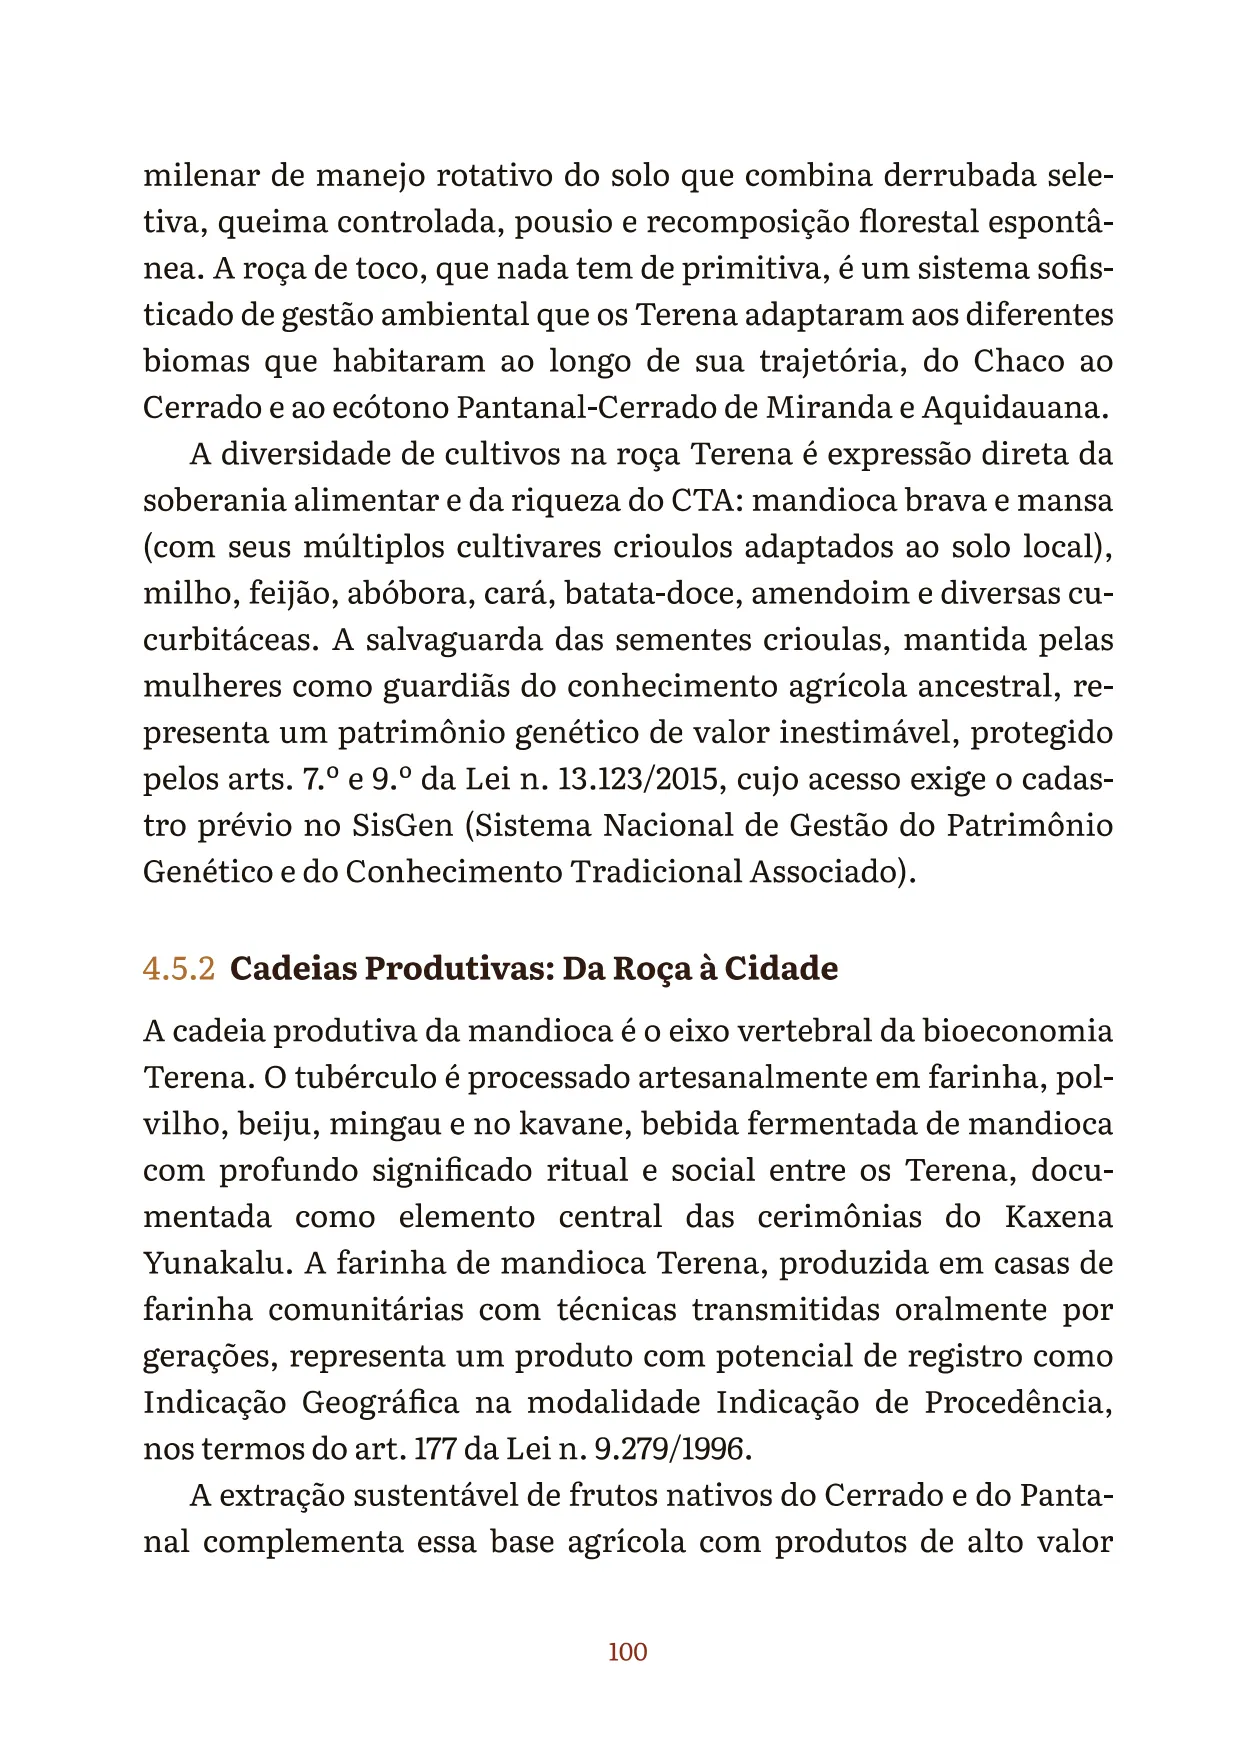 milenar de manejo rotativo do solo que combina derrubada sele-
tiva, queima controlada, pousio e recomposição florestal espontâ-
nea. A roça de toco, que nada tem de primitiva, é um sistema sofis-
ticado de gestão ambiental que os Terena adaptaram aos diferentes
biomas que habitaram ao longo de sua trajetória, do Chaco ao
Cerrado e ao ecótono Pantanal-Cerrado de Miranda e Aquidauana.
A diversidade de cultivos na roça Terena é expressão direta da
soberania alimentar e da riqueza do CTA: mandioca brava e mansa
(com seus múltiplos cultivares crioulos adaptados ao solo local),
milho, feijão, abóbora, cará, batata-doce, amendoim e diversas cu-
curbitáceas. A salvaguarda das sementes crioulas, mantida pelas
mulheres como guardiãs do conhecimento agrícola ancestral, re-
presenta um patrimônio genético de valor inestimável, protegido
pelos arts. 7.º e 9.º da Lei n. 13.123/2015, cujo acesso exige o cadas-
tro prévio no SisGen (Sistema Nacional de Gestão do Patrimônio
Genético e do Conhecimento Tradicional Associado).
4.5.2 Cadeias Produtivas: Da Roça à Cidade
A cadeia produtiva da mandioca é o eixo vertebral da bioeconomia
Terena. O tubérculo é processado artesanalmente em farinha, pol-
vilho, beiju, mingau e no kavane, bebida fermentada de mandioca
com profundo significado ritual e social entre os Terena, docu-
mentada como elemento central das cerimônias do Kaxena
Yunakalu. A farinha de mandioca Terena, produzida em casas de
farinha comunitárias com técnicas transmitidas oralmente por
gerações, representa um produto com potencial de registro como
Indicação Geográfica na modalidade Indicação de Procedência,
nos termos do art. 177 da Lei n. 9.279/1996.
A extração sustentável de frutos nativos do Cerrado e do Panta-
nal complementa essa base agrícola com produtos de alto valor
100